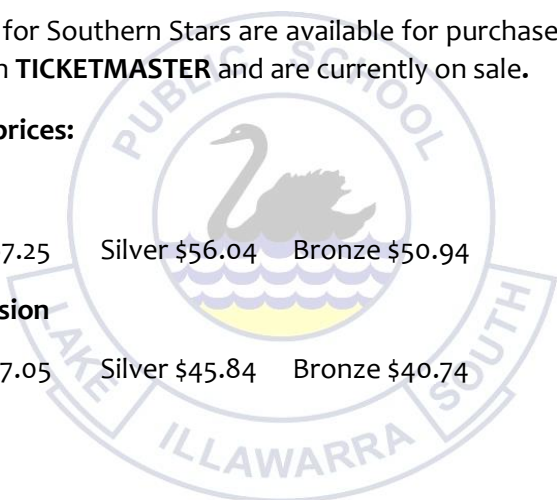 for Southern Stars are available for purchase
TICKETMASTER and are currently on sale.
prices:
7.25 Silver $56.04 Bronze $50.94
7.05 Silver $45.84 Bronze $40.74
PUBLIC SCHOOL
LAKE ILLAWARRA SOUTH